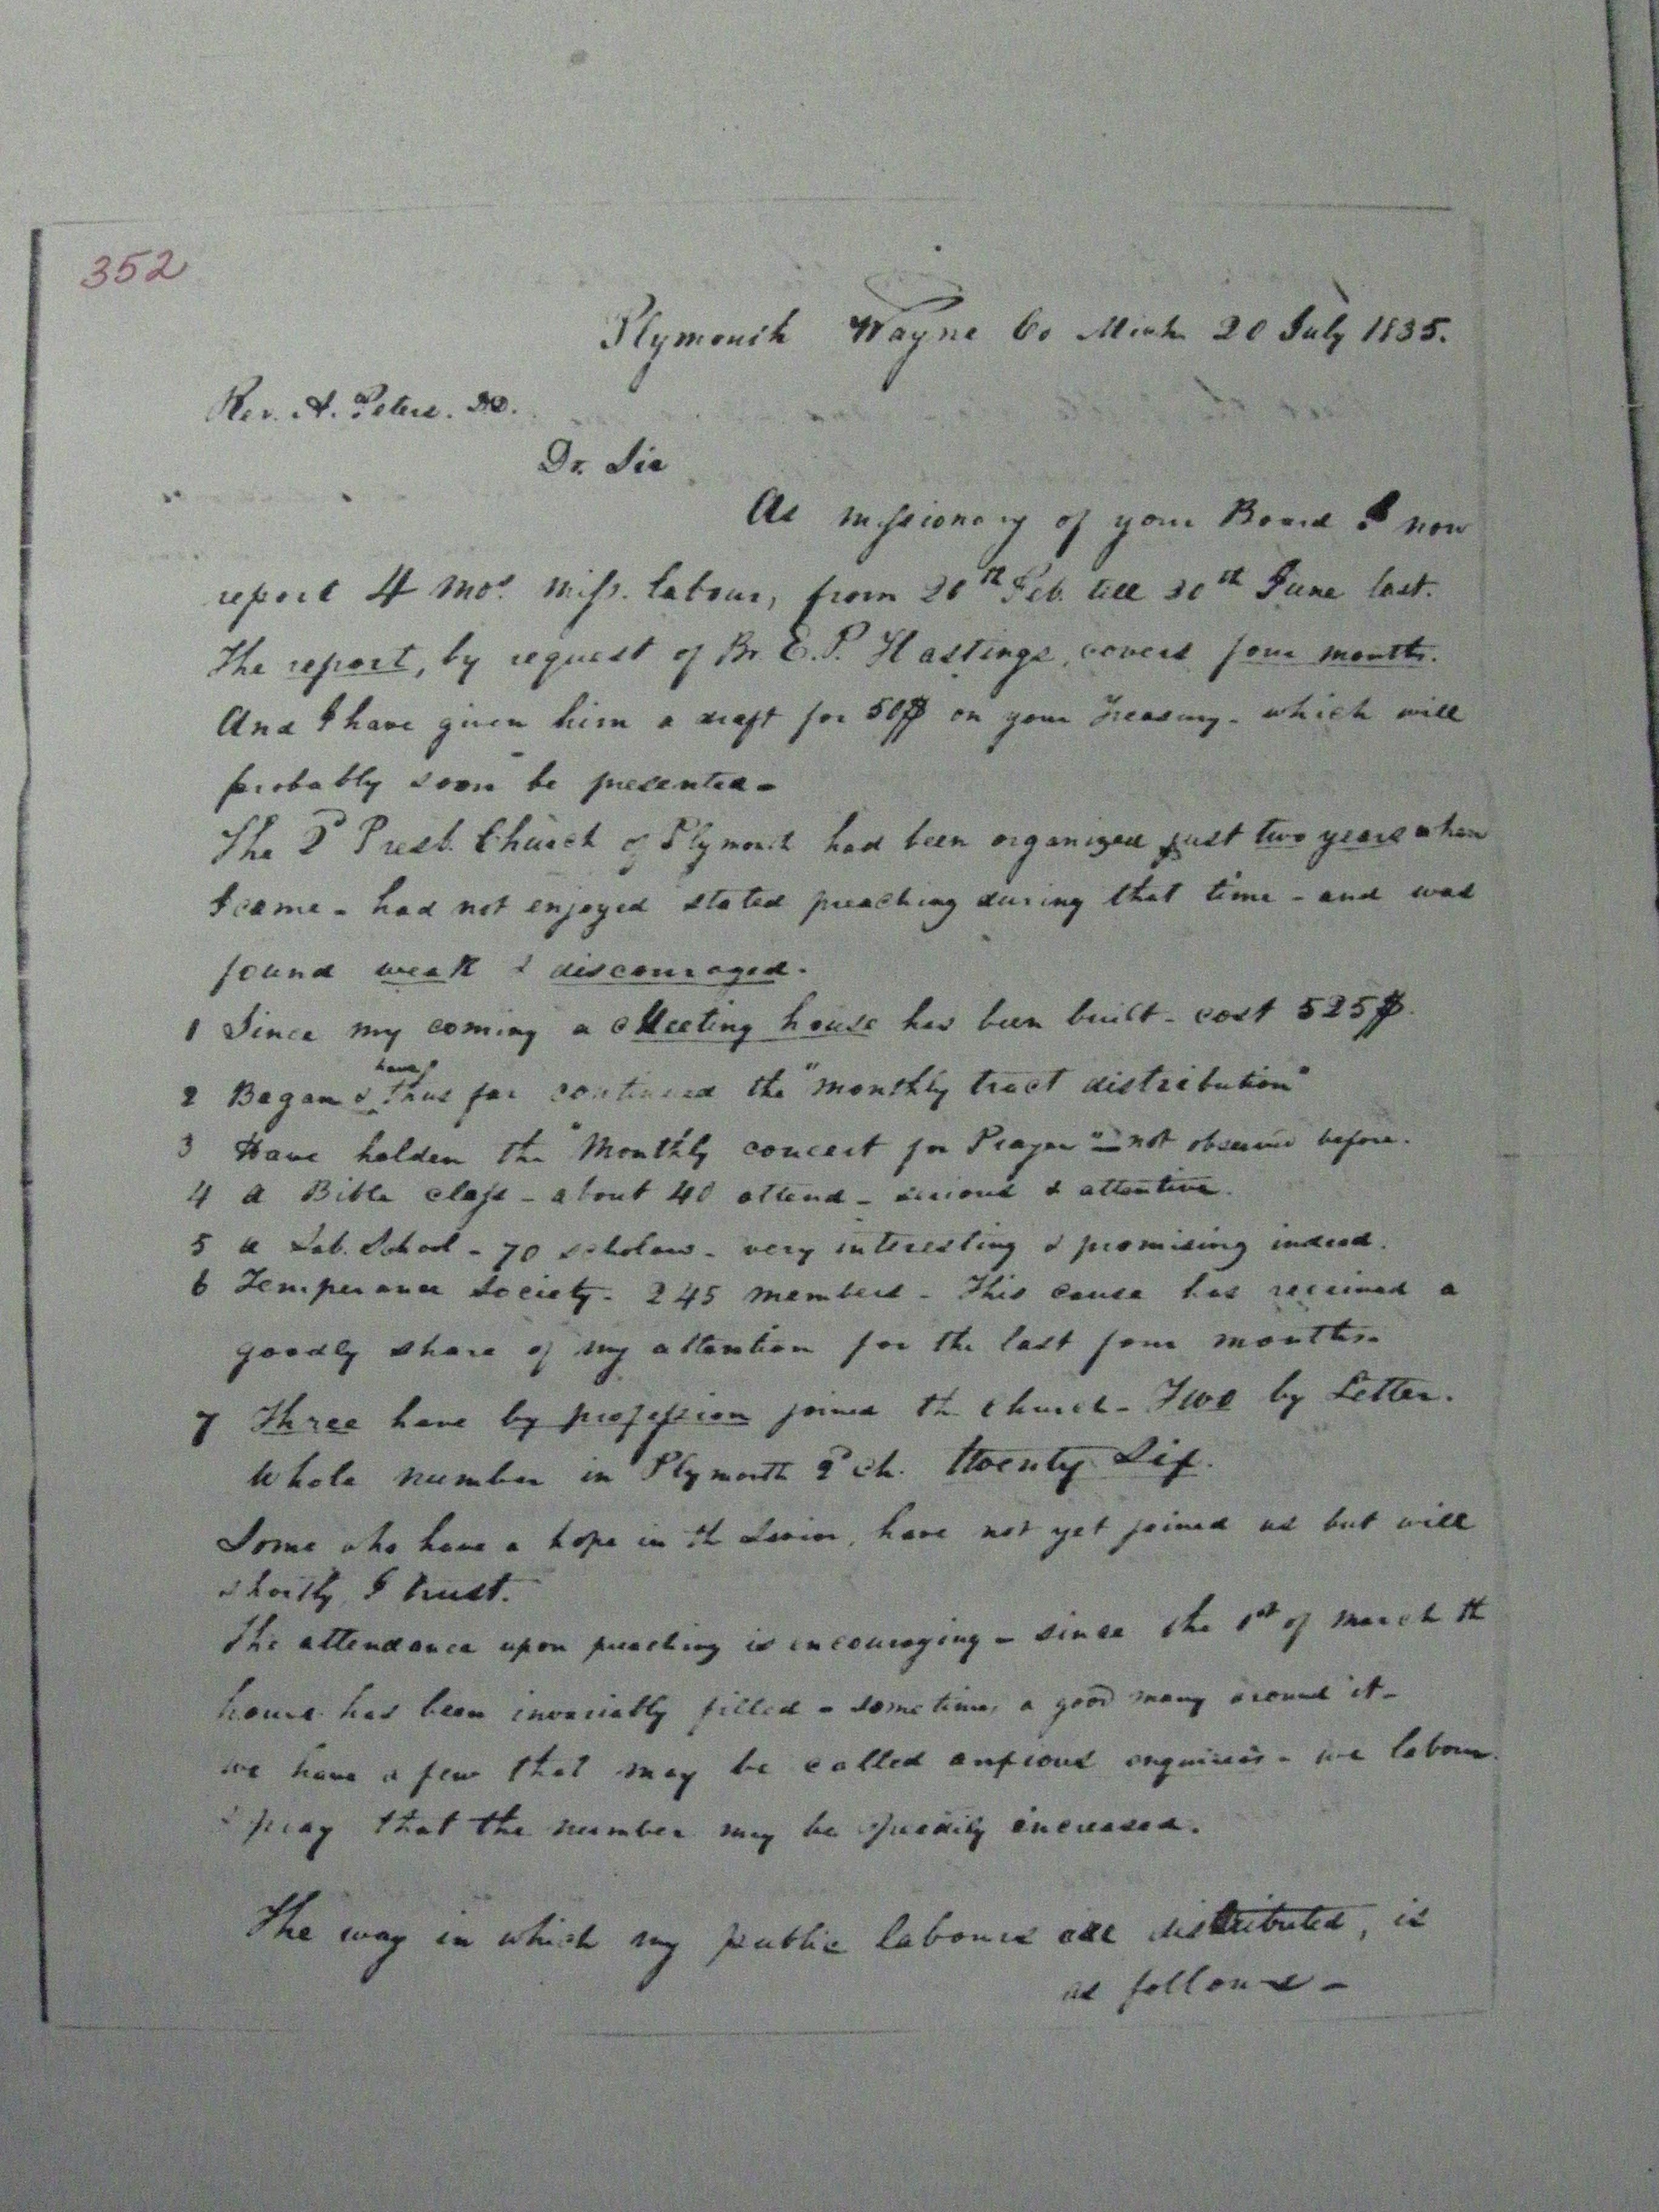 352
Plymouth Wayne Co Mich 20 July 1835.
Rev. A. Peters. DD.
Dr. Sir
As missionary of your Board I now
report 4 mos. miss. labour, from 20th Feb. till 20th June last.
The report, by request of Br. E.P. Hastings, covers four months.
And I have given him a draft for 50$ on your Treasury - which will
probably soon be presented -
The 2d Presb. Church of Plymouth had been organized just two years when
I came - had not enjoyed stated preaching during that time - and was
found weak & discouraged.
1 Since my coming a Meeting house has been built - cost 525$.
2 Began & have thus far continued the "monthly tract distribution"
3 Have holden the "Monthly concert for Prayer" - not observed before.
4 A Bible class - about 40 attend - serious & attentive.
5 A Sab. School - 70 scholars - very interesting & promising indeed.
6 Temperance Society - 245 members - This cause has received a
goodly share of my attention for the last four months.
7 Three have by profession joined the church - Two by Letter.
Whole number in Plymouth 2d ch. twenty six.
Some who have a hope in th Savior, have not yet joined us but will
shortly I trust.
The attendance upon preaching is encouraging - since the 1st of March th
house has been invariably filled - sometimes a good many around it -
we have a few that may be called anxious enquirers - we labour
& pray that the number may be speedily increased.
The way in which my public labours are distributed, is
as follows -